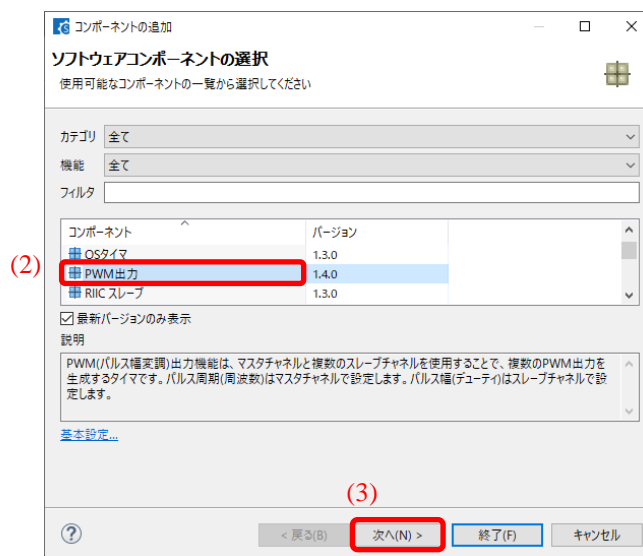 コンポーネントの追加
ソフトウェアコンポーネントの選択
使用可能なコンポーネントの一覧から選択してください
カテゴリ 全て
機能 全て
フィルタ
コンポーネント バージョン
OSタイマ 1.3.0
(2) PWM出力 1.4.0
RIIC スレーブ 1.3.0
最新バージョンのみ表示
説明
PWM(パルス幅変調)出力機能は、マスタチャネルと複数のスレーブチャネルを使用することで、複数のPWM出力を
生成するタイマです。パルス周期(周波数)はマスタチャネルで設定します。パルス幅(デューティ)はスレーブチャネルで設
定します。
基本設定...
(3)
< 戻る(B) 次へ(N) > 終了(F) キャンセル